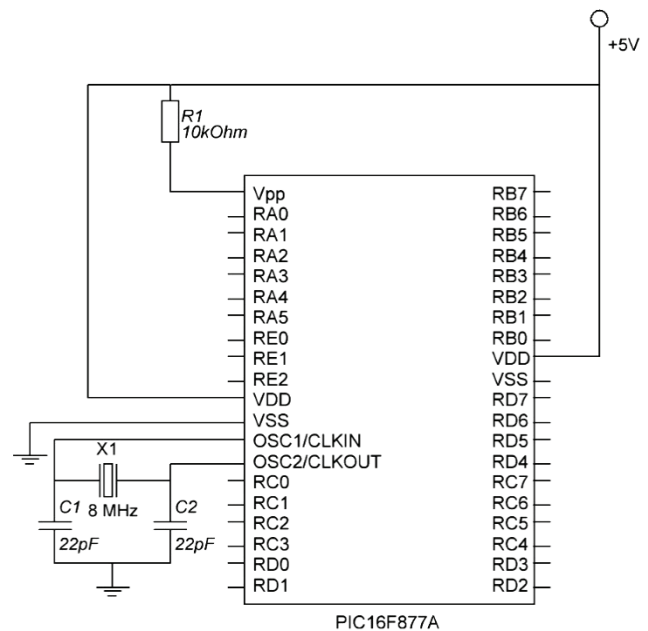 +5V
R1
10kOhm
Vpp
RA0
RA1
RA2
RA3
RA4
RA5
RE0
RE1
RE2
VDD
VSS
OSC1/CLKIN
OSC2/CLKOUT
RC0
RC1
RC2
RC3
RD0
RD1
RB7
RB6
RB5
RB4
RB3
RB2
RB1
RB0
VDD
VSS
RD7
RD6
RD5
RD4
RC7
RC6
RC5
RC4
RD3
RD2
X1
8 MHz
C1
22pF
C2
22pF
PIC16F877A